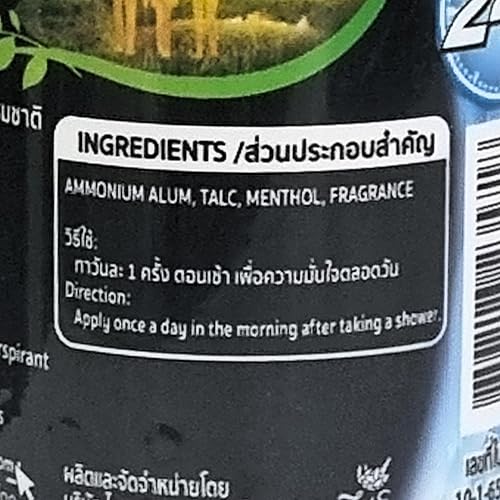 2
มชาติ
INGREDIENTS /ส่วนประกอบสำคัญ
AMMONIUM ALUM, TALC, MENTHOL, FRAGRANCE
วิธีใช้:
ทาวันละ 1 ครั้ง ตอนเช้า เพื่อความมั่นใจตลอดวัน
Direction:
Apply once a day in the morning after taking a shower.
spirant
ผลิตและจัดจำหน่ายโดย